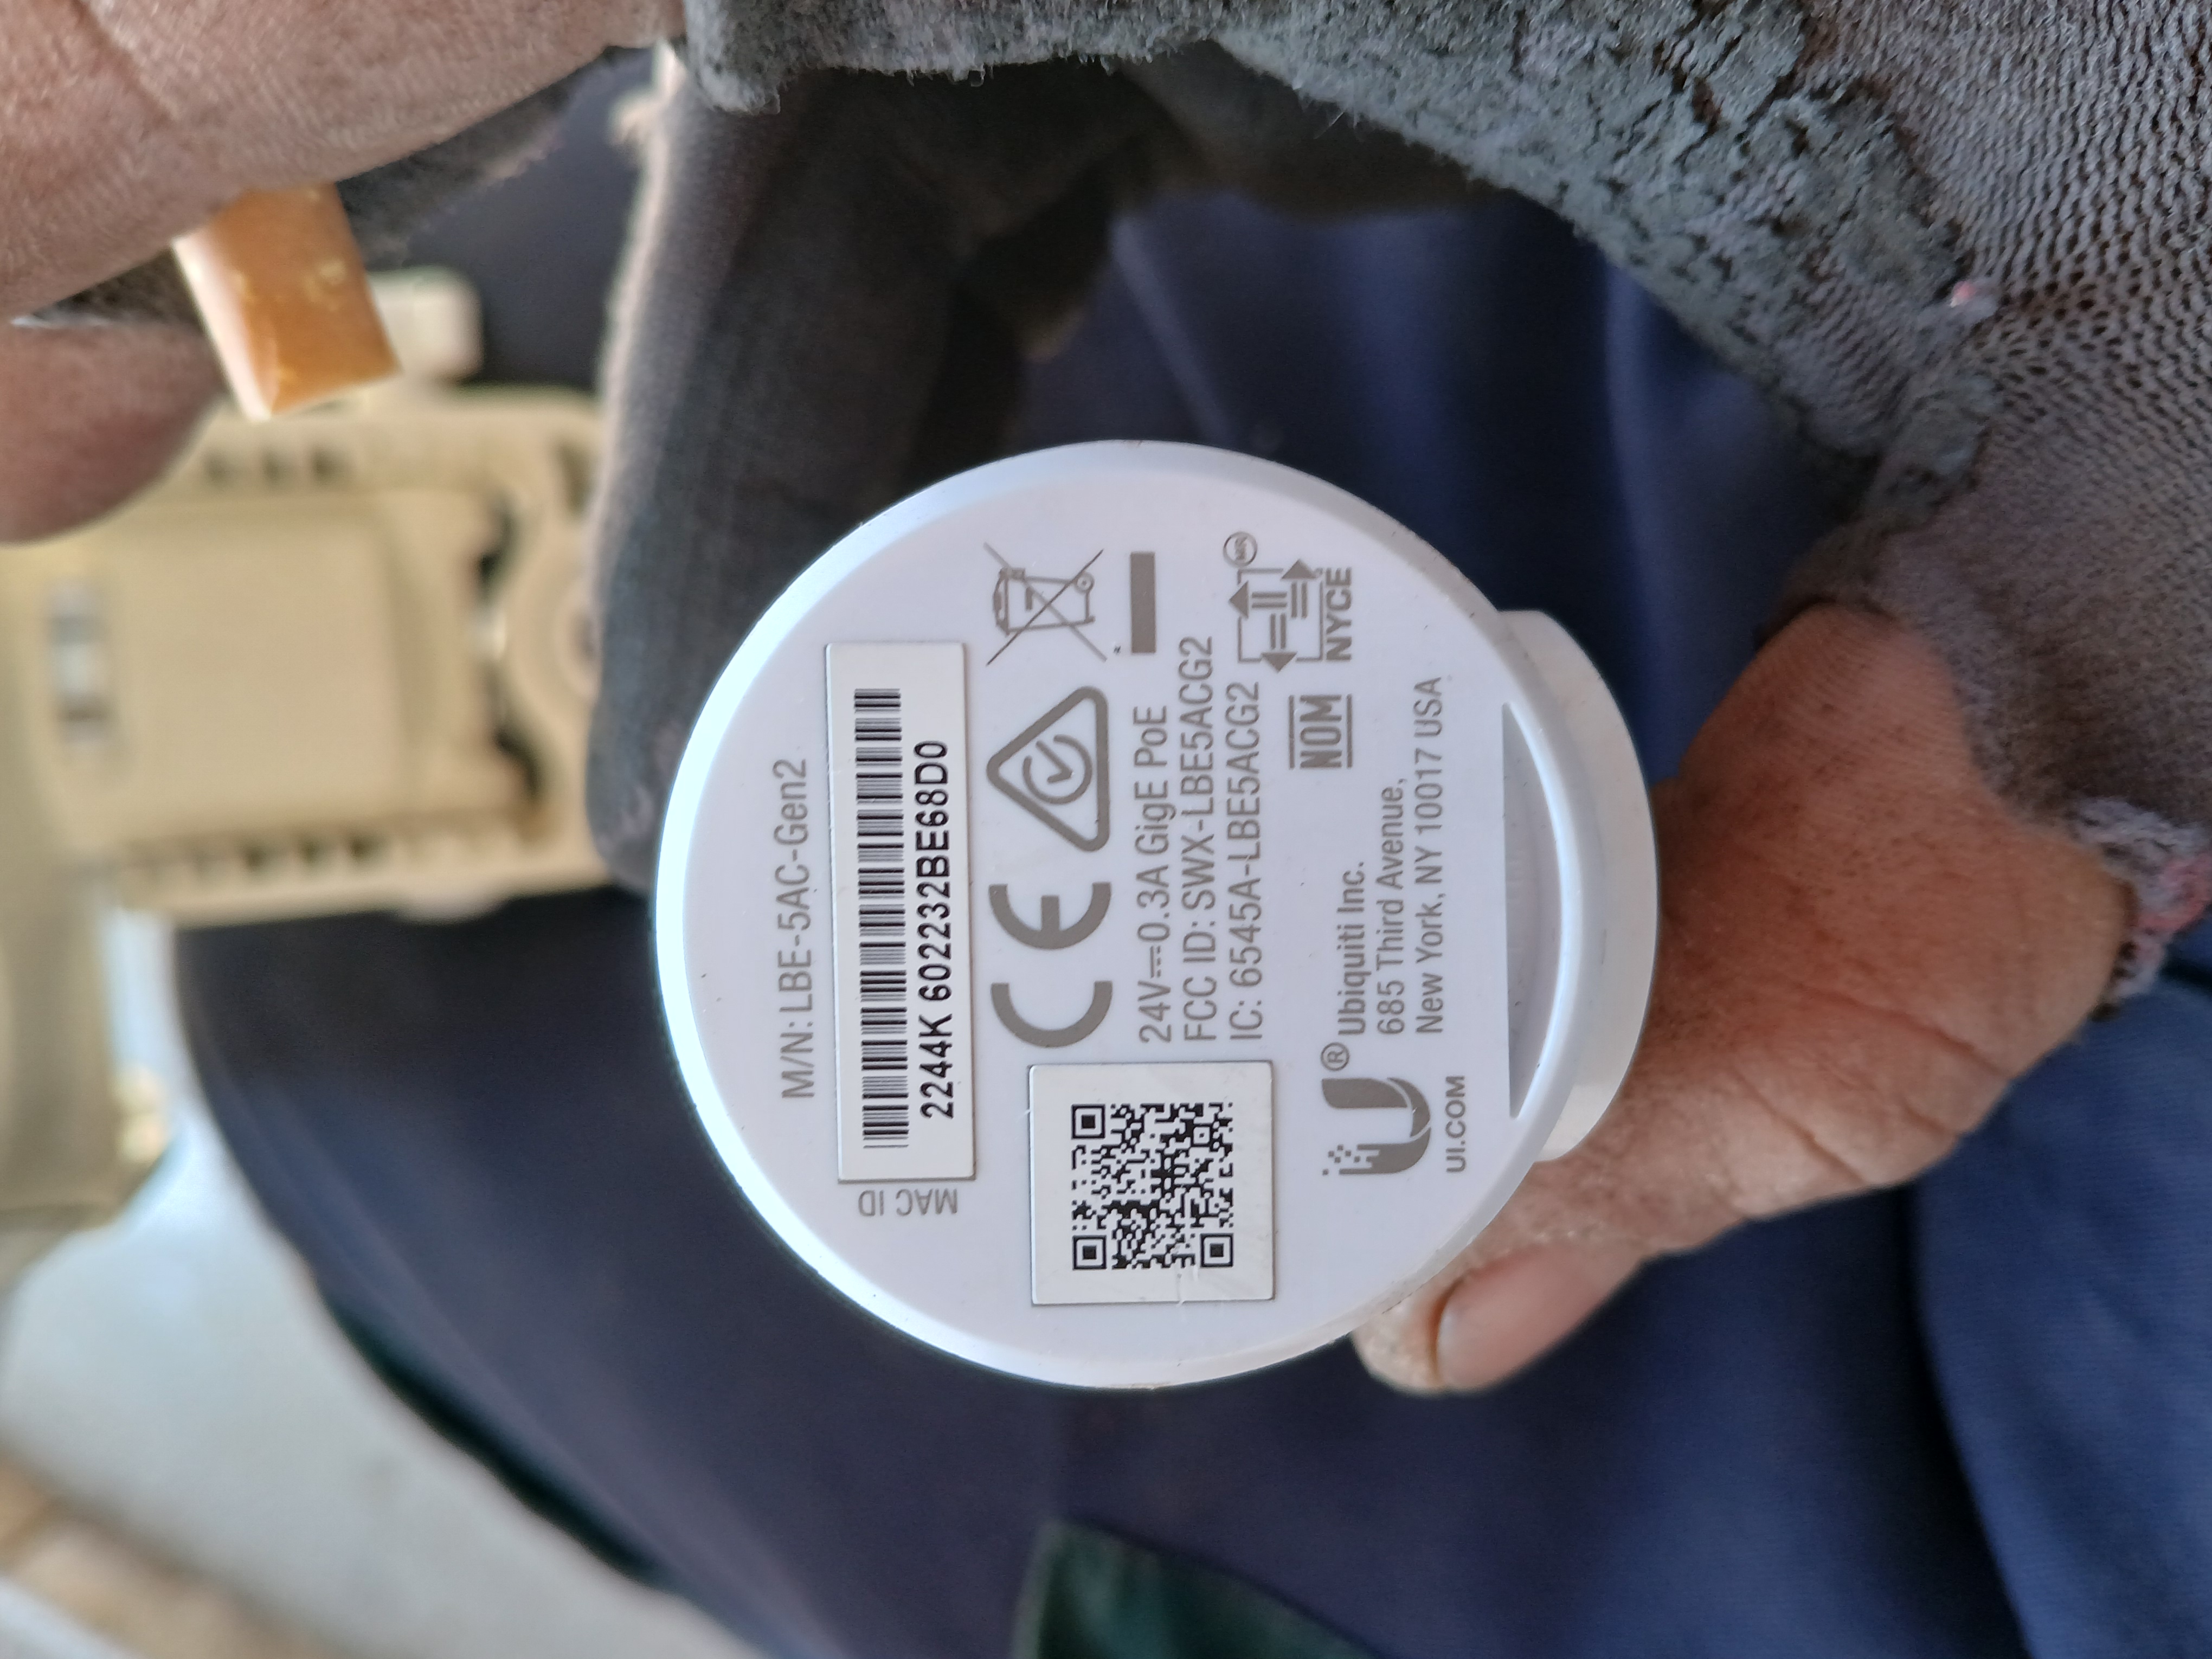 M/N: LBE-5AC-Gen2
MAC ID
2244K 602232BE68D0
CE
24V⎓0.3A GigE PoE
FCC ID: SWX-LBE5ACG2
IC: 6545A-LBE5ACG2
NOM
NYCE
MR
U®
Ubiquiti Inc.
685 Third Avenue,
New York, NY 10017 USA
UI.COM